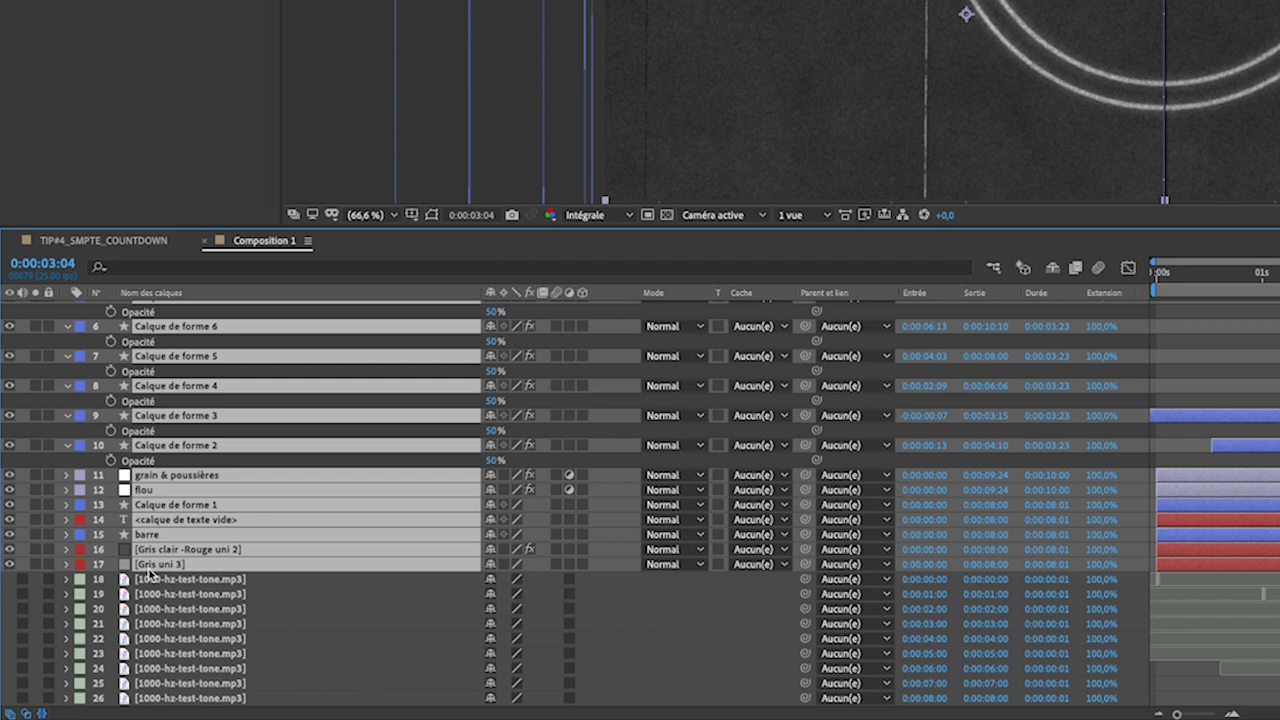 (66,6 %) 0:00:03:04 Intégrale Caméra active 1 vue +0,0
TIP#4_SMPTE_COUNTDOWN × Composition 1
0:00:03:04
00079 (25.00 ips)
:00s 01s
N° Nom des calques Mode T Cache Parent et lien Entrée Sortie Durée Extension
Opacité 50%
6 Calque de forme 6 fx Normal Aucun(e) Aucun(e) 0:00:06:13 0:00:10:10 0:00:03:23 100,0%
Opacité 50%
7 Calque de forme 5 fx Normal Aucun(e) Aucun(e) 0:00:04:03 0:00:08:00 0:00:03:23 100,0%
Opacité 50%
8 Calque de forme 4 fx Normal Aucun(e) Aucun(e) 0:00:02:09 0:00:06:06 0:00:03:23 100,0%
Opacité 50%
9 Calque de forme 3 fx Normal Aucun(e) Aucun(e) -0:00:00:07 0:00:03:15 0:00:03:23 100,0%
Opacité 50%
10 Calque de forme 2 fx Normal Aucun(e) Aucun(e) 0:00:00:13 0:00:04:10 0:00:03:23 100,0%
Opacité 50%
11 grain & poussières fx Normal Aucun(e) Aucun(e) 0:00:00:00 0:00:09:24 0:00:10:00 100,0%
12 flou fx Normal Aucun(e) Aucun(e) 0:00:00:00 0:00:09:24 0:00:10:00 100,0%
13 Calque de forme 1 Normal Aucun(e) Aucun(e) 0:00:00:00 0:00:08:00 0:00:08:01 100,0%
14 <calque de texte vide> Normal Aucun(e) Aucun(e) 0:00:00:00 0:00:08:00 0:00:08:01 100,0%
15 barre Normal Aucun(e) Aucun(e) 0:00:00:00 0:00:08:00 0:00:08:01 100,0%
16 [Gris clair -Rouge uni 2] fx Normal Aucun(e) Aucun(e) 0:00:00:00 0:00:08:00 0:00:08:01 100,0%
17 [Gris uni 3] Normal Aucun(e) Aucun(e) 0:00:00:00 0:00:08:00 0:00:08:01 100,0%
18 [1000-hz-test-tone.mp3] Aucun(e) 0:00:00:00 0:00:00:00 0:00:00:01 100,0%
19 [1000-hz-test-tone.mp3] Aucun(e) 0:00:01:00 0:00:01:00 0:00:00:01 100,0%
20 [1000-hz-test-tone.mp3] Aucun(e) 0:00:02:00 0:00:02:00 0:00:00:01 100,0%
21 [1000-hz-test-tone.mp3] Aucun(e) 0:00:03:00 0:00:03:00 0:00:00:01 100,0%
22 [1000-hz-test-tone.mp3] Aucun(e) 0:00:04:00 0:00:04:00 0:00:00:01 100,0%
23 [1000-hz-test-tone.mp3] Aucun(e) 0:00:05:00 0:00:05:00 0:00:00:01 100,0%
24 [1000-hz-test-tone.mp3] Aucun(e) 0:00:06:00 0:00:06:00 0:00:00:01 100,0%
25 [1000-hz-test-tone.mp3] Aucun(e) 0:00:07:00 0:00:07:00 0:00:00:01 100,0%
26 [1000-hz-test-tone.mp3] Aucun(e) 0:00:08:00 0:00:08:00 0:00:00:01 100,0%